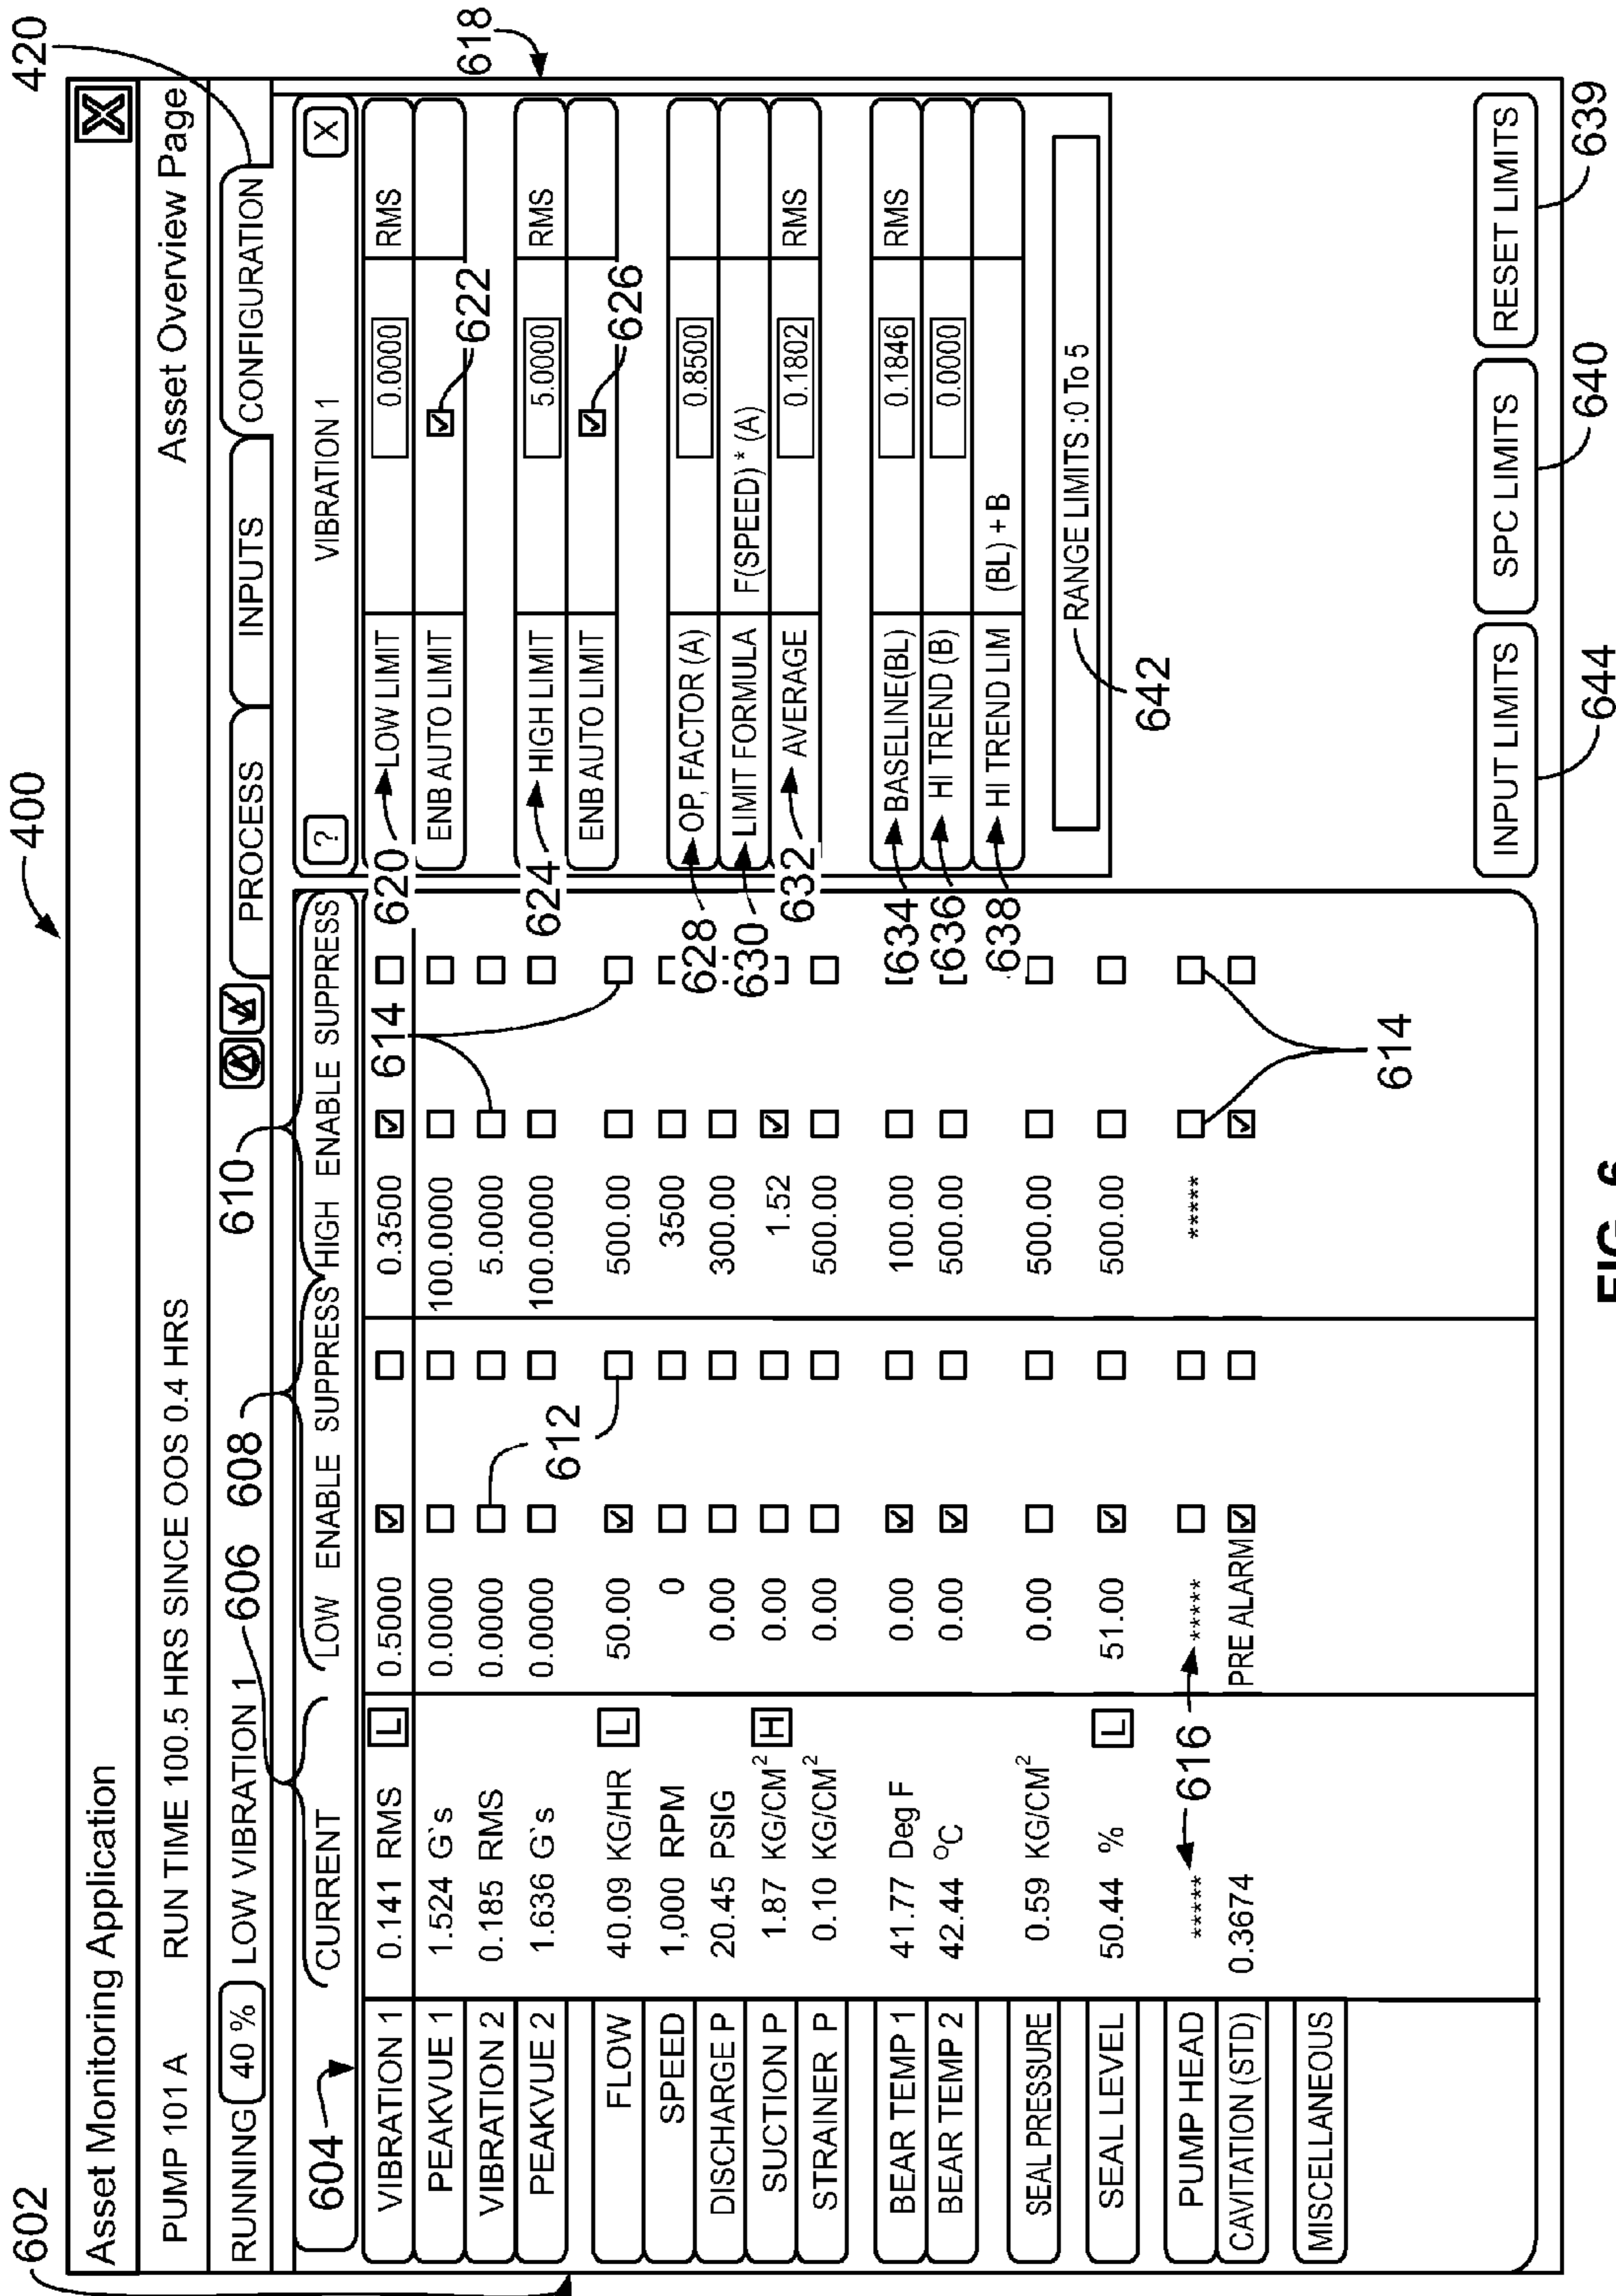 400
420
602
Asset Monitoring Application X
PUMP 101 A RUN TIME 100.5 HRS SINCE OOS 0.4 HRS Asset Overview Page
RUNNING 40 % LOW VIBRATION 1 606 608 610 PROCESS INPUTS CONFIGURATION
604 CURRENT LOW ENABLE SUPPRESS HIGH ENABLE SUPPRESS
VIBRATION 1 0.141 RMS L 0.5000 0.3500 614
PEAKVUE 1 1.524 G`s 0.0000 100.0000
VIBRATION 2 0.185 RMS 0.0000 5.0000
PEAKVUE 2 1.636 G`s 0.0000 612 100.0000
FLOW 40.09 KG/HR L 50.00 500.00
SPEED 1,000 RPM 0 3500
DISCHARGE P 20.45 PSIG 0.00 300.00
SUCTION P 1.87 KG/CM² H 0.00 1.52
STRAINER P 0.10 KG/CM² 0.00 500.00
BEAR TEMP 1 41.77 Deg F 0.00 100.00
BEAR TEMP 2 42.44 °C 0.00 500.00
SEAL PRESSURE 0.59 KG/CM² 0.00 500.00
SEAL LEVEL 50.44 % L 51.00 500.00
PUMP HEAD ***** 616 ***** *****
CAVITATION (STD) 0.3674 PRE ALARM
614
MISCELLANEOUS
? VIBRATION 1 X
618
620 LOW LIMIT 0.0000 RMS
ENB AUTO LIMIT 622
624 HIGH LIMIT 5.0000 RMS
ENB AUTO LIMIT 626
628 OP, FACTOR (A) 0.8500
630 LIMIT FORMULA F(SPEED) * (A)
632 AVERAGE 0.1802 RMS
634 BASELINE(BL) 0.1846 RMS
636 HI TREND (B) 0.0000
638 HI TREND LIM (BL) + B
RANGE LIMITS :0 To 5
642
INPUT LIMITS SPC LIMITS RESET LIMITS
644 640 639
FIG. 6